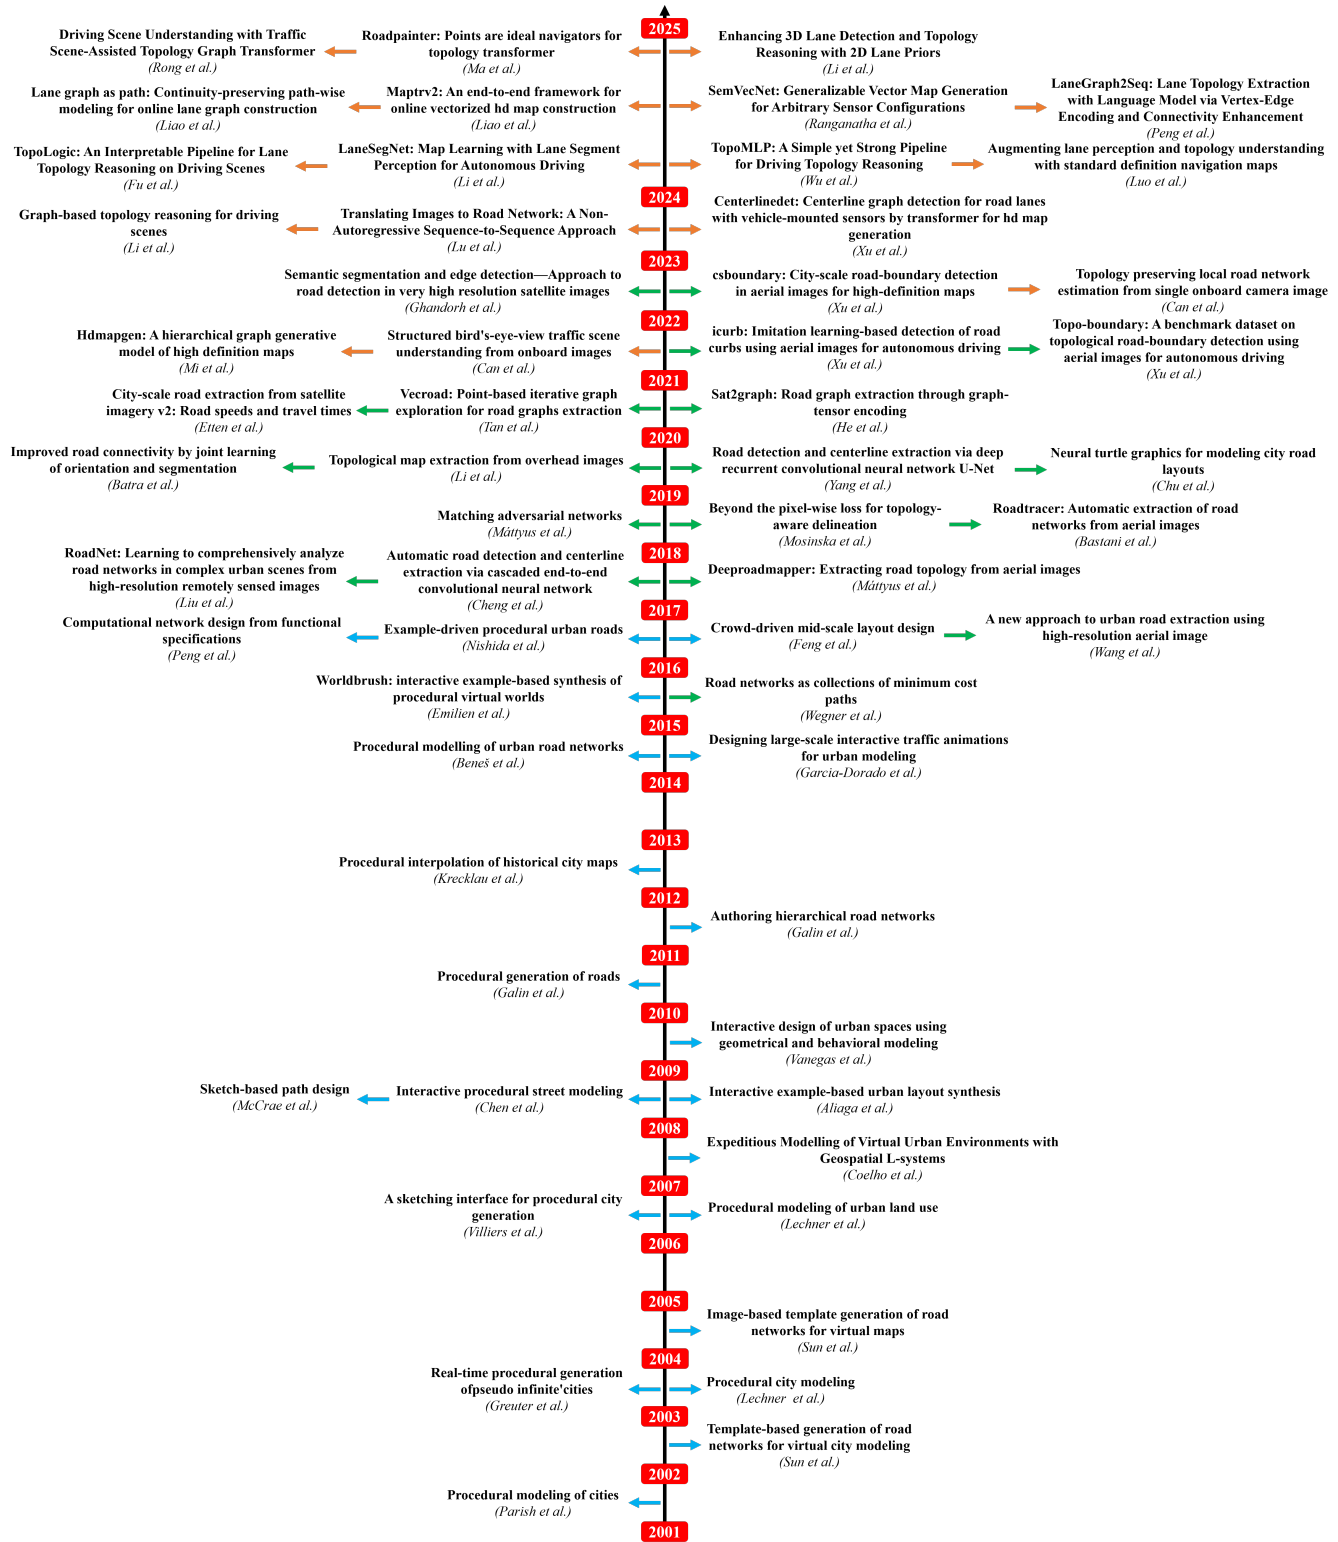 2025
Driving Scene Understanding with Traffic
Scene-Assisted Topology Graph Transformer
(Rong et al.)
Roadpainter: Points are ideal navigators for
topology transformer
(Ma et al.)
Enhancing 3D Lane Detection and Topology
Reasoning with 2D Lane Priors
(Li et al.)
Lane graph as path: Continuity-preserving path-wise
modeling for online lane graph construction
(Liao et al.)
Maptrv2: An end-to-end framework for
online vectorized hd map construction
(Liao et al.)
SemVecNet: Generalizable Vector Map Generation
for Arbitrary Sensor Configurations
(Ranganatha et al.)
LaneGraph2Seq: Lane Topology Extraction
with Language Model via Vertex-Edge
Encoding and Connectivity Enhancement
(Peng et al.)
TopoLogic: An Interpretable Pipeline for Lane
Topology Reasoning on Driving Scenes
(Fu et al.)
LaneSegNet: Map Learning with Lane Segment
Perception for Autonomous Driving
(Li et al.)
TopoMLP: A Simple yet Strong Pipeline
for Driving Topology Reasoning
(Wu et al.)
Augmenting lane perception and topology understanding
with standard definition navigation maps
(Luo et al.)
2024
Graph-based topology reasoning for driving
scenes
(Li et al.)
Translating Images to Road Network: A Non-
Autoregressive Sequence-to-Sequence Approach
(Lu et al.)
Centerlinedet: Centerline graph detection for road lanes
with vehicle-mounted sensors by transformer for hd map
generation
(Xu et al.)
2023
Semantic segmentation and edge detection—Approach to
road detection in very high resolution satellite images
(Ghandorh et al.)
csboundary: City-scale road-boundary detection
in aerial images for high-definition maps
(Xu et al.)
Topology preserving local road network
estimation from single onboard camera image
(Can et al.)
2022
Hdmapgen: A hierarchical graph generative
model of high definition maps
(Mi et al.)
Structured bird's-eye-view traffic scene
understanding from onboard images
(Can et al.)
icurb: Imitation learning-based detection of road
curbs using aerial images for autonomous driving
(Xu et al.)
Topo-boundary: A benchmark dataset on
topological road-boundary detection using
aerial images for autonomous driving
(Xu et al.)
2021
City-scale road extraction from satellite
imagery v2: Road speeds and travel times
(Etten et al.)
Vecroad: Point-based iterative graph
exploration for road graphs extraction
(Tan et al.)
Sat2graph: Road graph extraction through graph-
tensor encoding
(He et al.)
2020
Improved road connectivity by joint learning
of orientation and segmentation
(Batra et al.)
Topological map extraction from overhead images
(Li et al.)
Road detection and centerline extraction via deep
recurrent convolutional neural network U-Net
(Yang et al.)
Neural turtle graphics for modeling city road
layouts
(Chu et al.)
2019
Matching adversarial networks
(Máttyus et al.)
Beyond the pixel-wise loss for topology-
aware delineation
(Mosinska et al.)
Roadtracer: Automatic extraction of road
networks from aerial images
(Bastani et al.)
2018
RoadNet: Learning to comprehensively analyze
road networks in complex urban scenes from
high-resolution remotely sensed images
(Liu et al.)
Automatic road detection and centerline
extraction via cascaded end-to-end
convolutional neural network
(Cheng et al.)
Deeproadmapper: Extracting road topology from aerial images
(Máttyus et al.)
2017
Computational network design from functional
specifications
(Peng et al.)
Example-driven procedural urban roads
(Nishida et al.)
Crowd-driven mid-scale layout design
(Feng et al.)
A new approach to urban road extraction using
high-resolution aerial image
(Wang et al.)
2016
Worldbrush: interactive example-based synthesis of
procedural virtual worlds
(Emilien et al.)
Road networks as collections of minimum cost
paths
(Wegner et al.)
2015
Procedural modelling of urban road networks
(Beneš et al.)
Designing large-scale interactive traffic animations
for urban modeling
(Garcia-Dorado et al.)
2014
2013
Procedural interpolation of historical city maps
(Krecklau et al.)
2012
Authoring hierarchical road networks
(Galin et al.)
2011
Procedural generation of roads
(Galin et al.)
2010
Interactive design of urban spaces using
geometrical and behavioral modeling
(Vanegas et al.)
2009
Sketch-based path design
(McCrae et al.)
Interactive procedural street modeling
(Chen et al.)
Interactive example-based urban layout synthesis
(Aliaga et al.)
2008
Expeditious Modelling of Virtual Urban Environments with
Geospatial L-systems
(Coelho et al.)
2007
A sketching interface for procedural city
generation
(Villiers et al.)
Procedural modeling of urban land use
(Lechner et al.)
2006
2005
Image-based template generation of road
networks for virtual maps
(Sun et al.)
2004
Real-time procedural generation
ofpseudo infinite'cities
(Greuter et al.)
Procedural city modeling
(Lechner et al.)
2003
Template-based generation of road
networks for virtual city modeling
(Sun et al.)
2002
Procedural modeling of cities
(Parish et al.)
2001